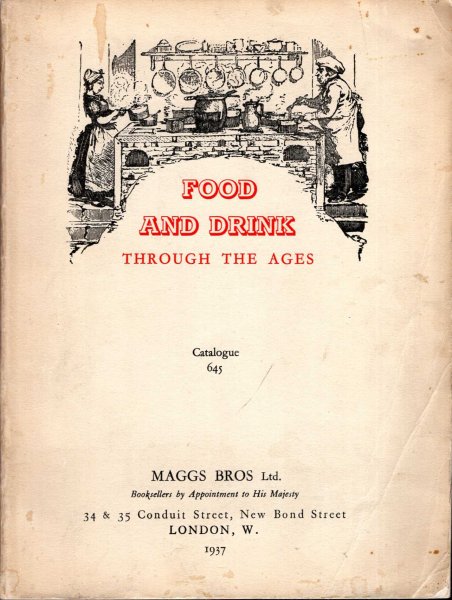 FOOD
AND DRINK
THROUGH THE AGES
Catalogue
645
MAGGS BROS Ltd.
Booksellers by Appointment to His Majesty
34 & 35 Conduit Street, New Bond Street
LONDON, W.
1937